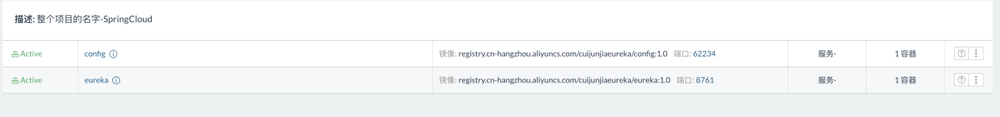 描述: 整个项目的名字-SpringCloud
Active config 镜像: registry.cn-hangzhou.aliyuncs.com/cuijunjiaeureka/config:1.0 端口: 62234 服务· 1 容器
Active eureka 镜像: registry.cn-hangzhou.aliyuncs.com/cuijunjiaeureka/eureka:1.0 端口: 8761 服务· 1 容器